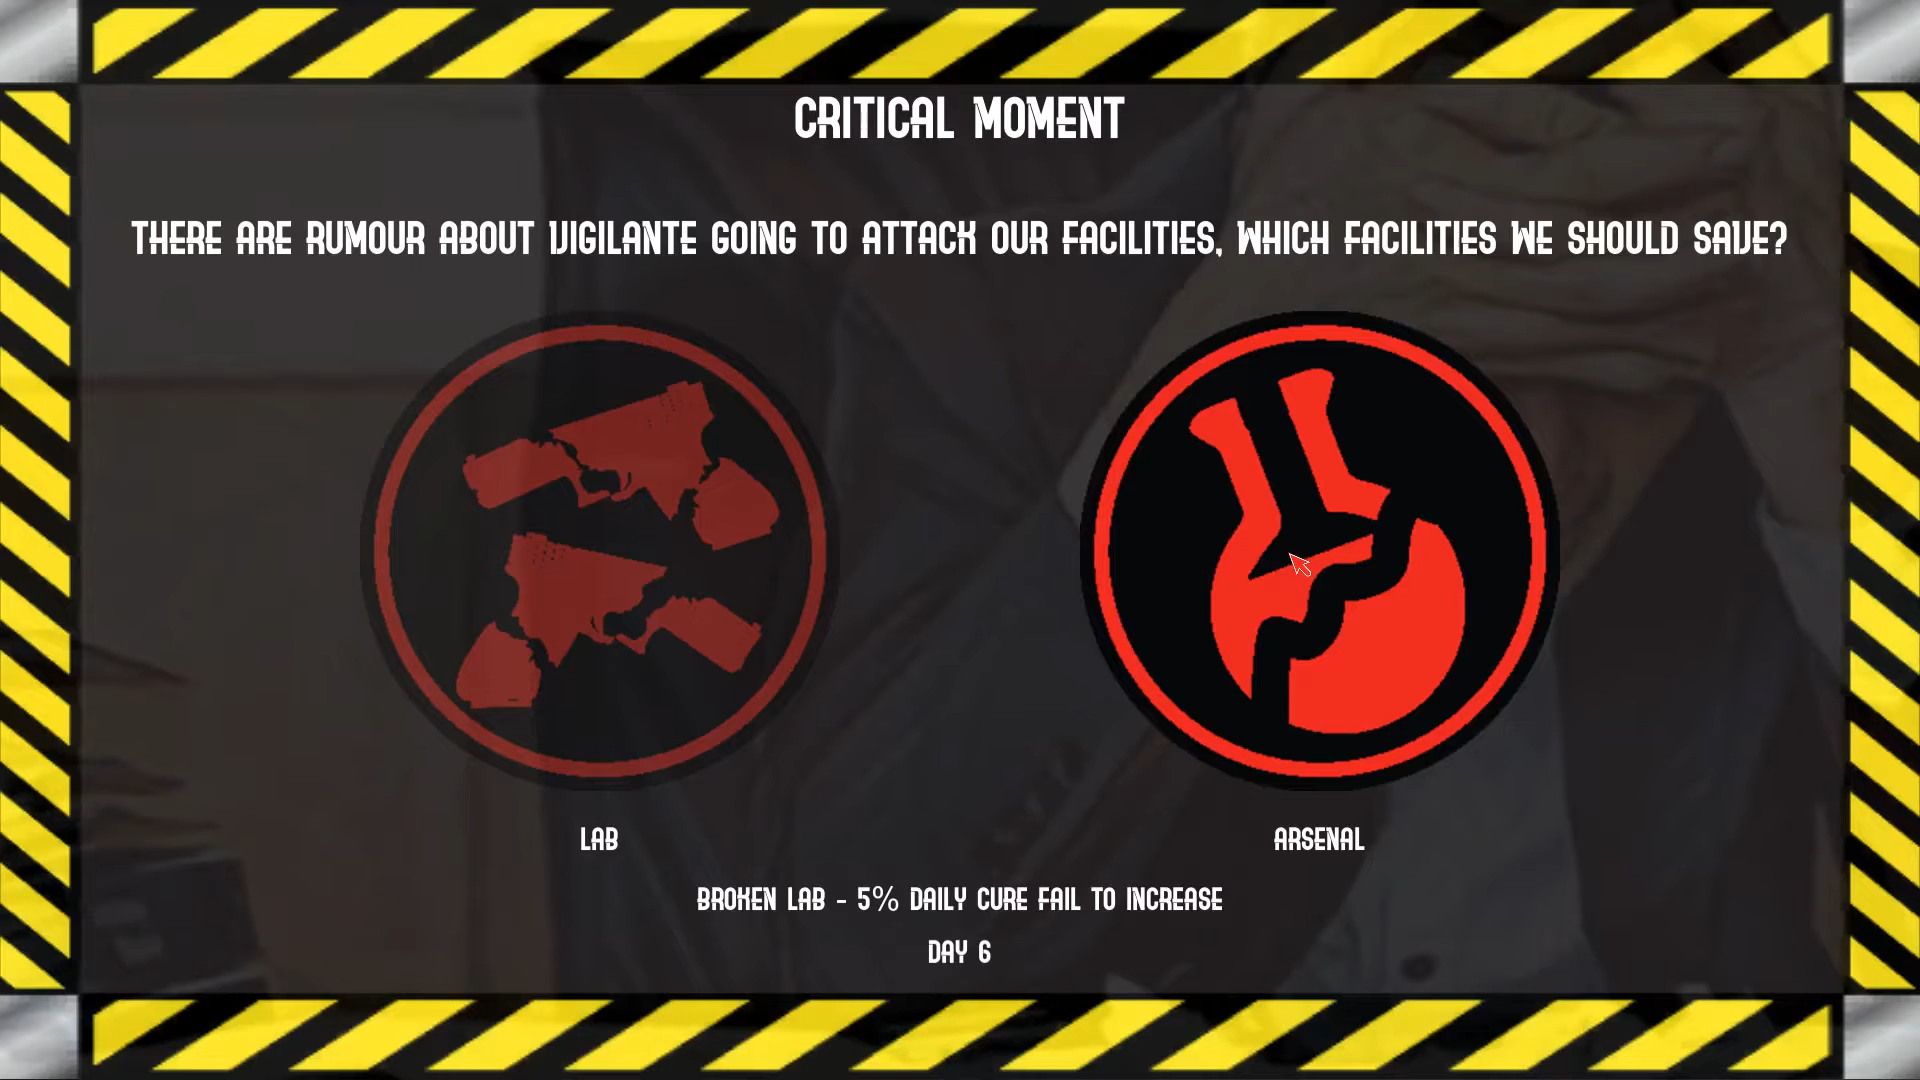 CRITICAL MOMENT
THERE ARE RUMOUR ABOUT VIGILANTE GOING TO ATTACK OUR FACILITIES, WHICH FACILITIES WE SHOULD SAVE?
LAB
ARSENAL
BROKEN LAB - 5% DAILY CURE FAIL TO INCREASE
DAY 6